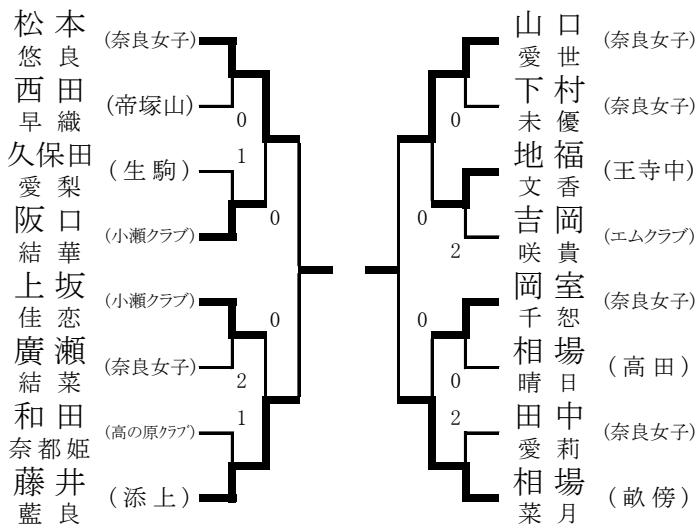 松本
悠良
(奈良女子)
西田
早織
(帝塚山)
0
久保田
愛梨
(生駒)
1
阪口
結華
(小瀬クラブ)
0
上坂
佳恋
(小瀬クラブ)
0
廣瀬
結菜
(奈良女子)
2
和田
奈都姫
(高の原クラブ)
1
藤井
藍良
(添上)
山口
愛世
(奈良女子)
下村
未優
(奈良女子)
0
地福
文香
(王寺中)
0
吉岡
咲貴
(エムクラブ)
2
岡室
千恕
(奈良女子)
0
相場
晴日
(高田)
0
田中
愛莉
(奈良女子)
2
相場
菜月
(畝傍)